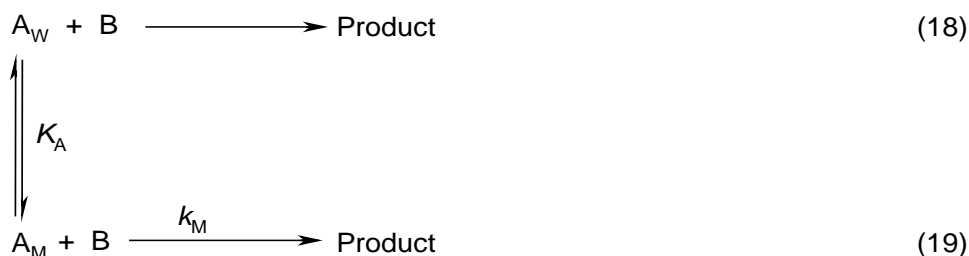 A_W + B Product (18)
K_A
k_M
A_M + B Product (19)